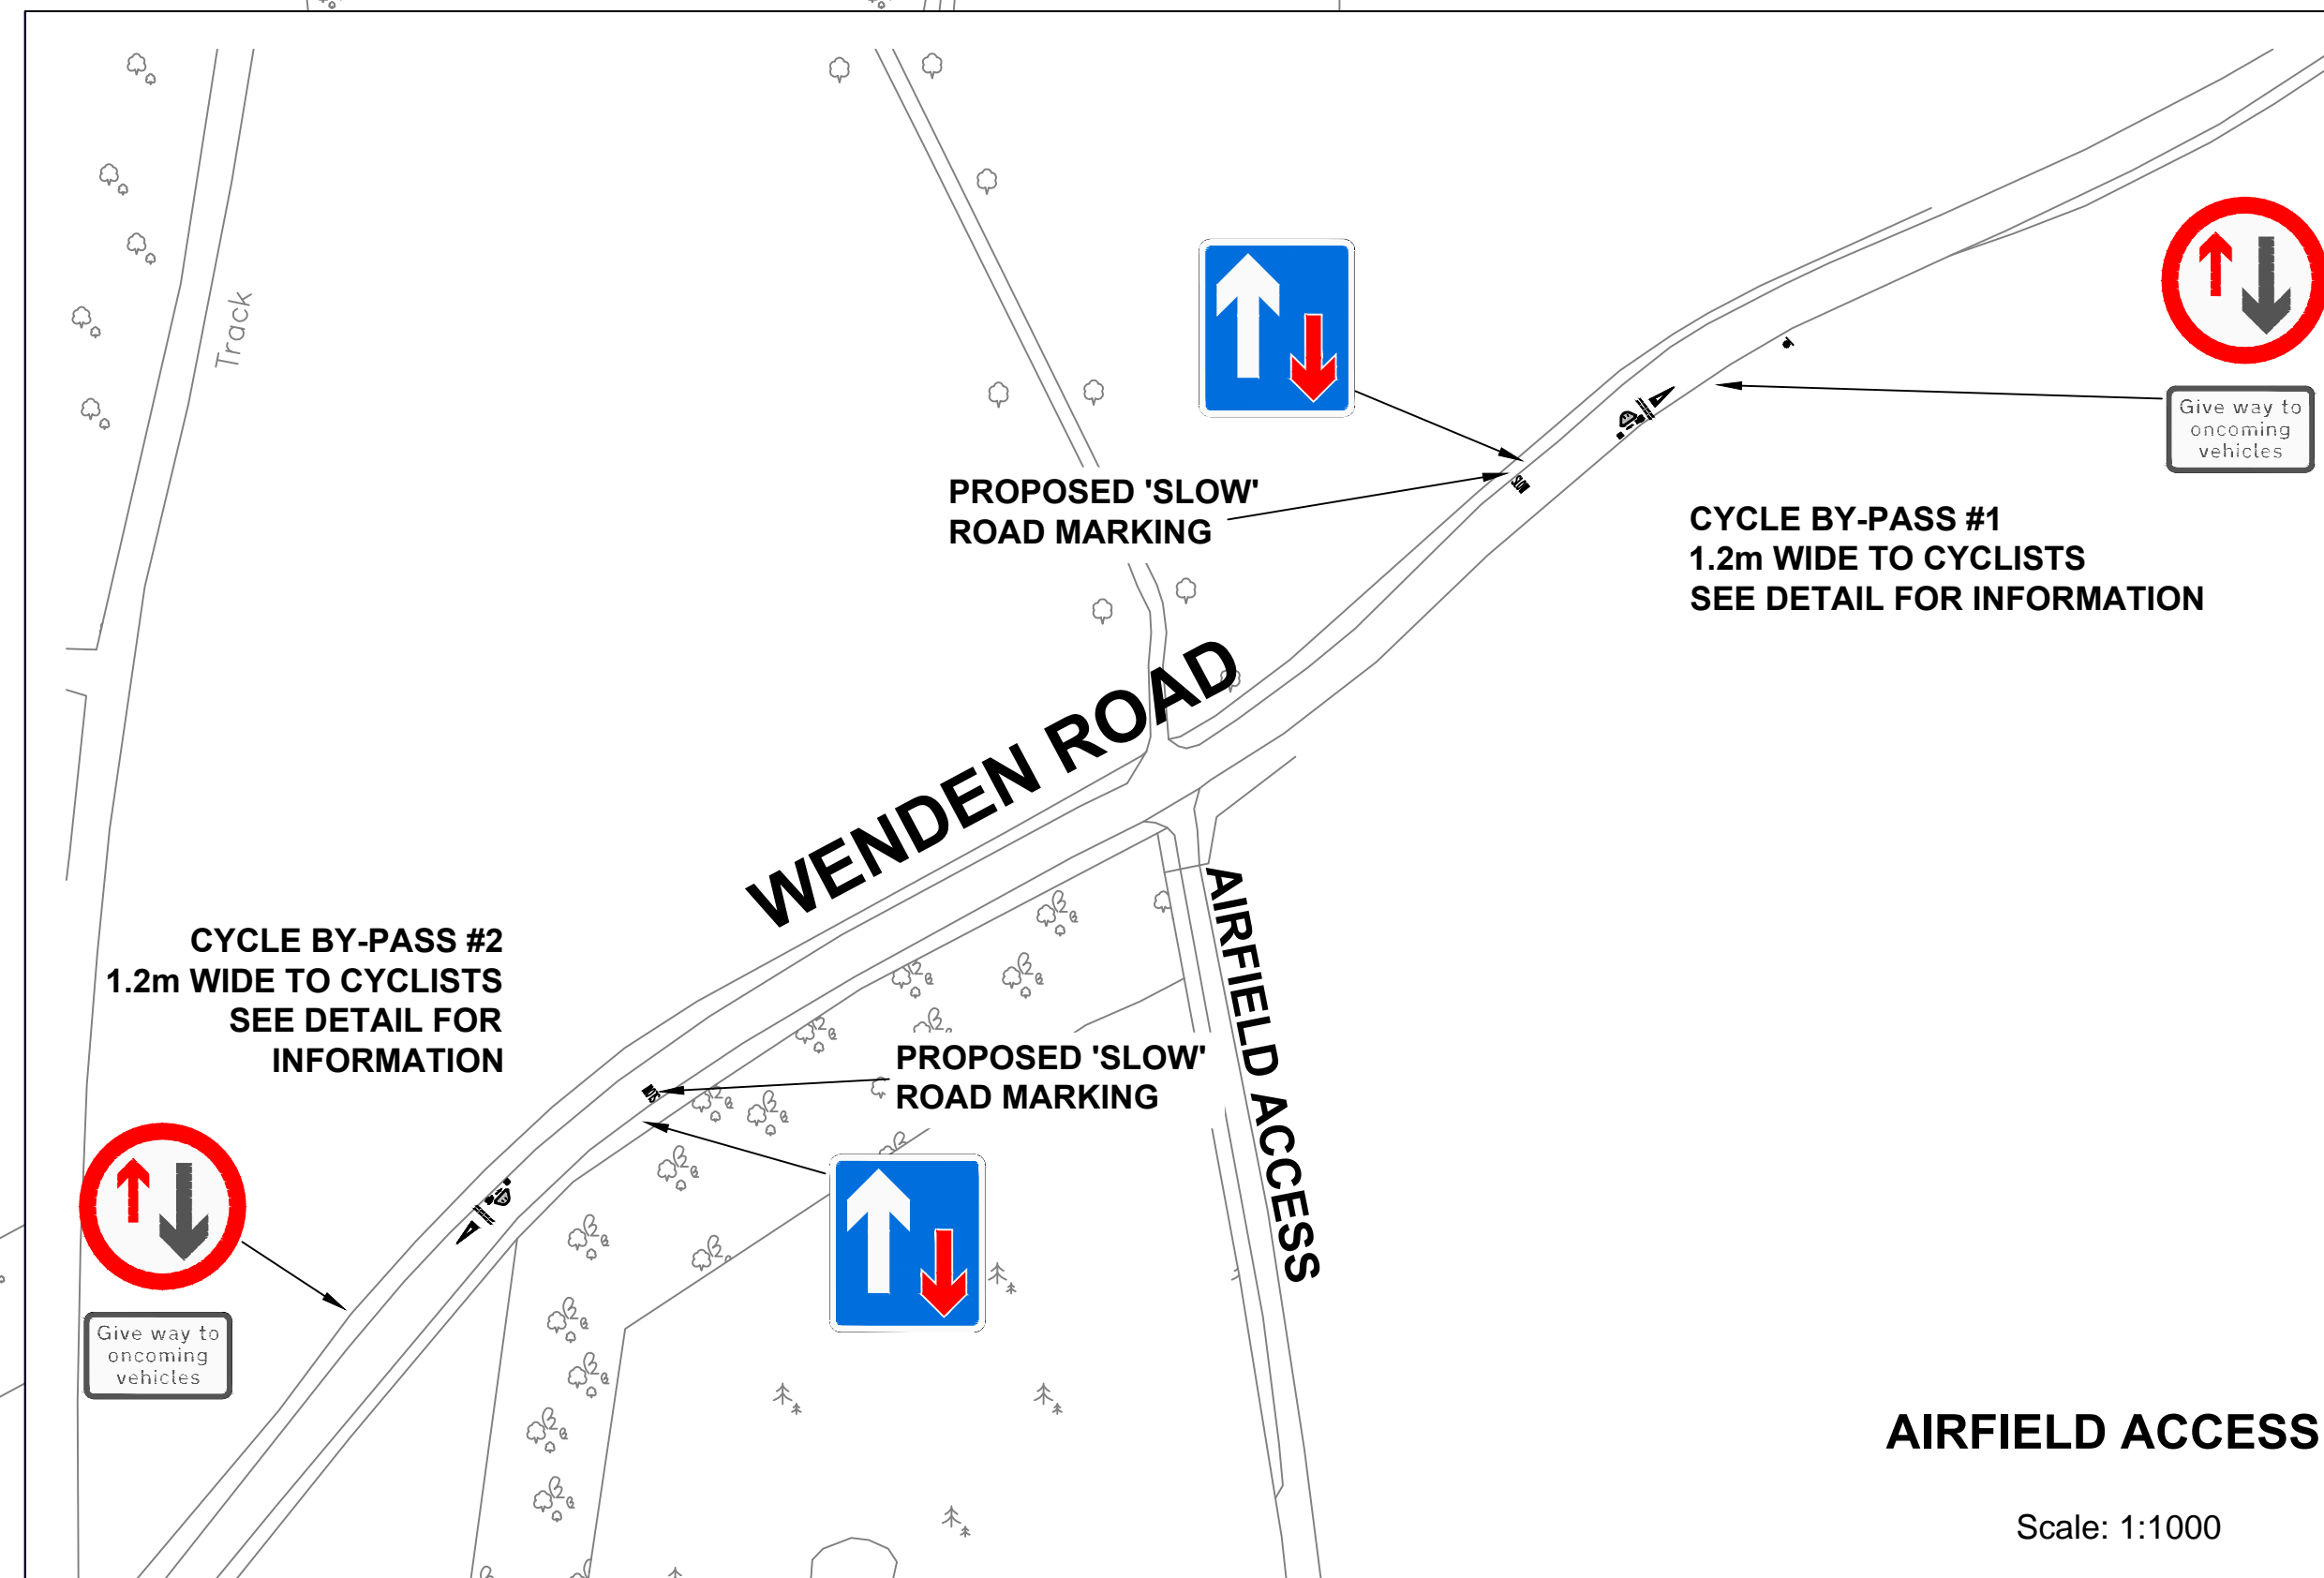 Track
PROPOSED 'SLOW'
ROAD MARKING
Give way to
oncoming
vehicles
SLOW
CYCLE BY-PASS #1
1.2m WIDE TO CYCLISTS
SEE DETAIL FOR INFORMATION
WENDEN ROAD
AIRFIELD ACCESS
CYCLE BY-PASS #2
1.2m WIDE TO CYCLISTS
SEE DETAIL FOR
INFORMATION
PROPOSED 'SLOW'
ROAD MARKING
SLOW
Give way to
oncoming
vehicles
AIRFIELD ACCESS
Scale: 1:1000